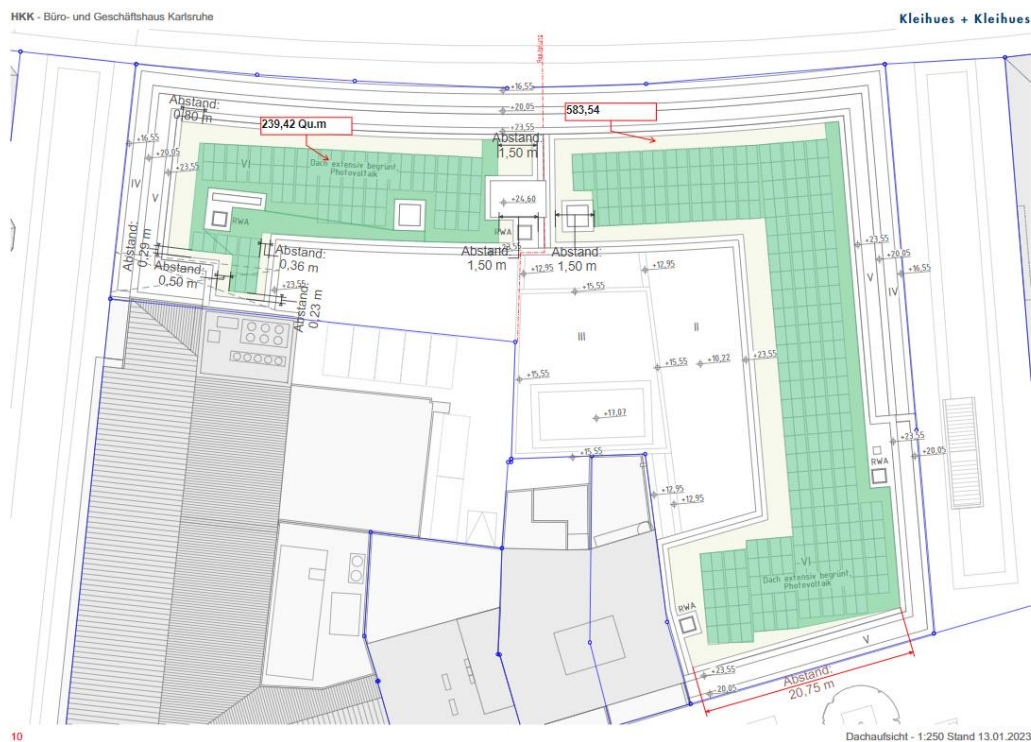 HKK - Büro- und Geschäftshaus Karlsruhe
Kleihues + Kleihues
+16,55
+20,05
+23,55
Abstand:
0,80 m
239,42 Qu.m
583,54
Abstand:
1,50 m
+16,55
+20,05
+23,55
IV
V
VI
Dach extensiv begrünt,
Photovoltaik
+24,60
RWA
RWA
Abstand:
0,29 m
Abstand:
0,50 m
Abstand:
0,36 m
+23,55
Abstand:
0,23 m
Abstand:
1,50 m
Abstand:
1,50 m
+12,95
+12,95
+15,55
+23,55
+20,05
+16,55
V
IV
III
II
+15,55
+10,22
+23,55
+15,55
+15,55
+12,95
+12,95
+23,55
+20,05
RWA
VI
Dach extensiv begrünt,
Photovoltaik
RWA
V
+23,55
+20,05
Abstand:
20,75 m
10
Dachaufsicht - 1:250 Stand 13.01.2023